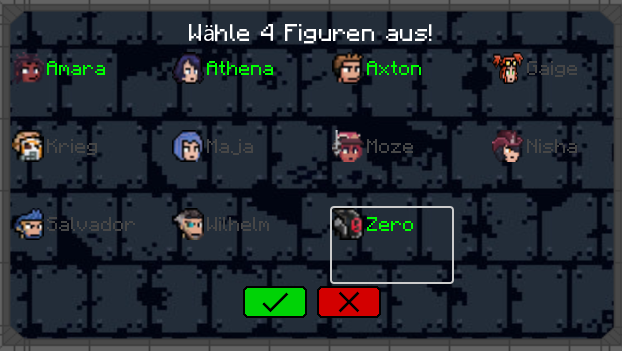 Wähle 4 Figuren aus!
Amara Athena Axton Gaige
Krieg Maja Moze Nisha
Salvador Wilhelm Zero